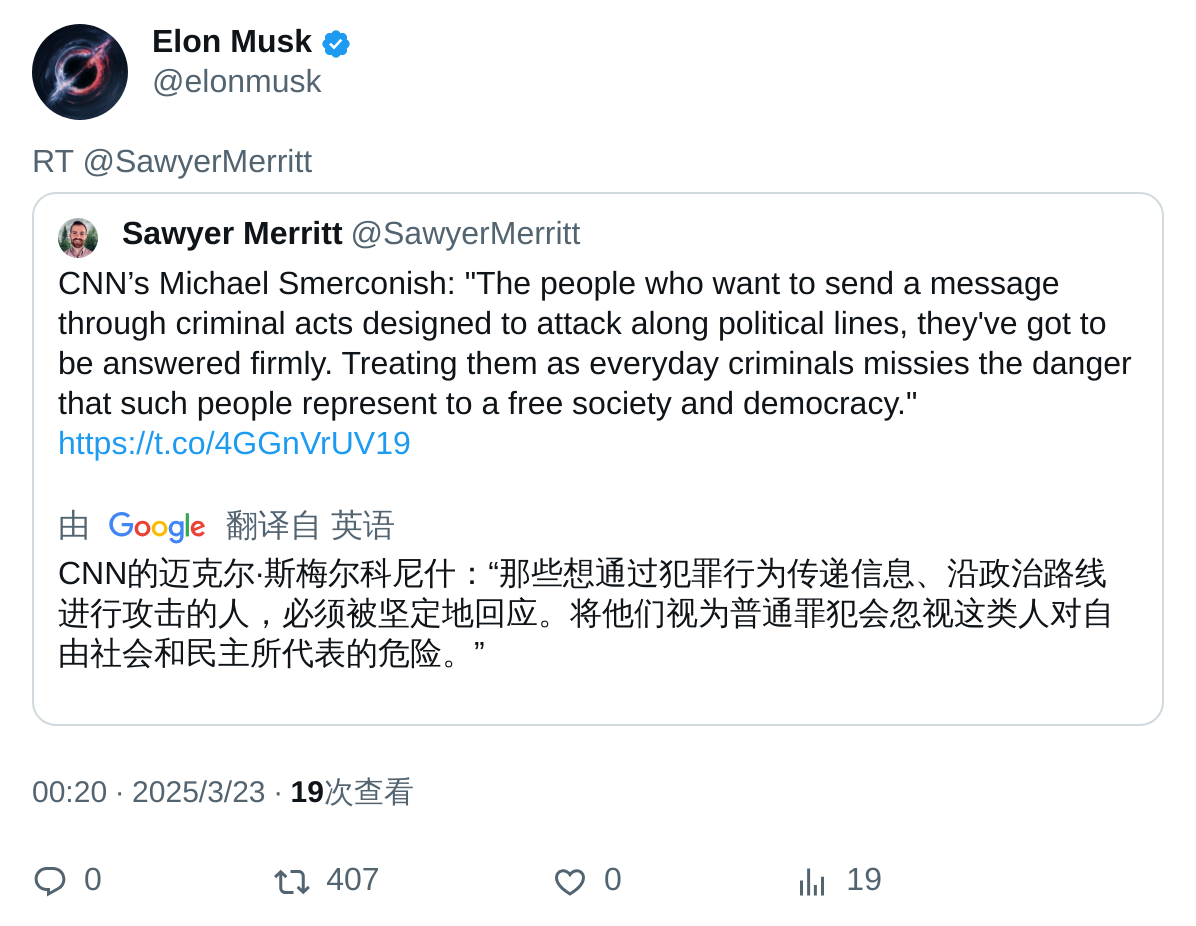 Elon Musk
@elonmusk
RT @SawyerMerritt
Sawyer Merritt @SawyerMerritt
CNN’s Michael Smerconish: "The people who want to send a message
through criminal acts designed to attack along political lines, they've got to
be answered firmly. Treating them as everyday criminals missies the danger
that such people represent to a free society and democracy."
https://t.co/4GGnVrUV19
由 Google 翻译自 英语
CNN的迈克尔·斯梅尔科尼什：“那些想通过犯罪行为传递信息、沿政治路线
进行攻击的人，必须被坚定地回应。将他们视为普通罪犯会忽视这类人对自
由社会和民主所代表的危险。”
00:20 · 2025/3/23 · 19次查看
0 407 0 19